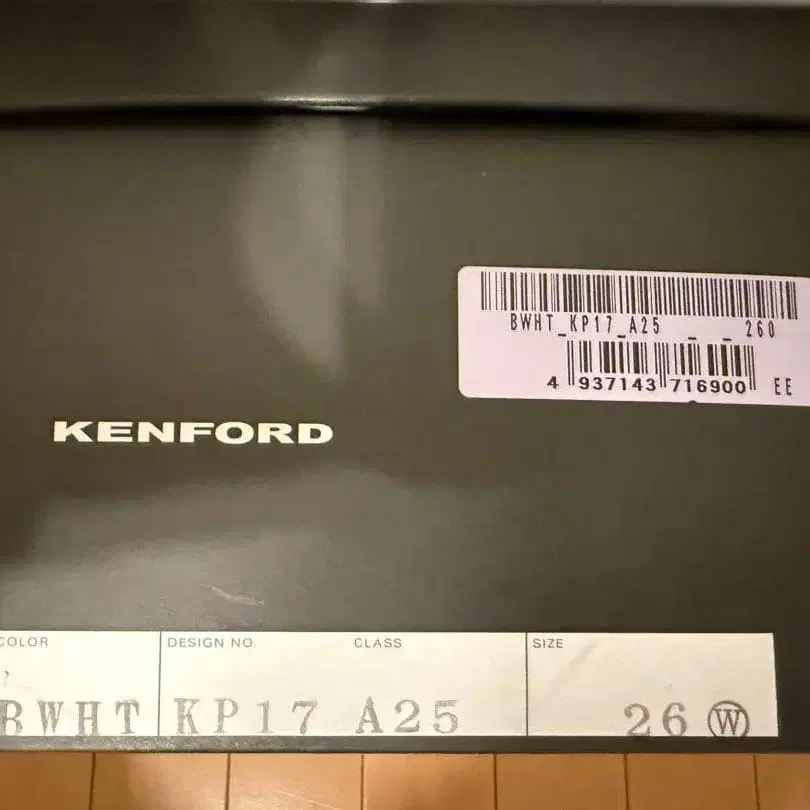 BWHT_KP17_A25 _ _ 260
4 937143 716900 EE
KENFORD
COLOR DESIGN NO. CLASS SIZE
BWHT KP17 A25 26 Ⓦ